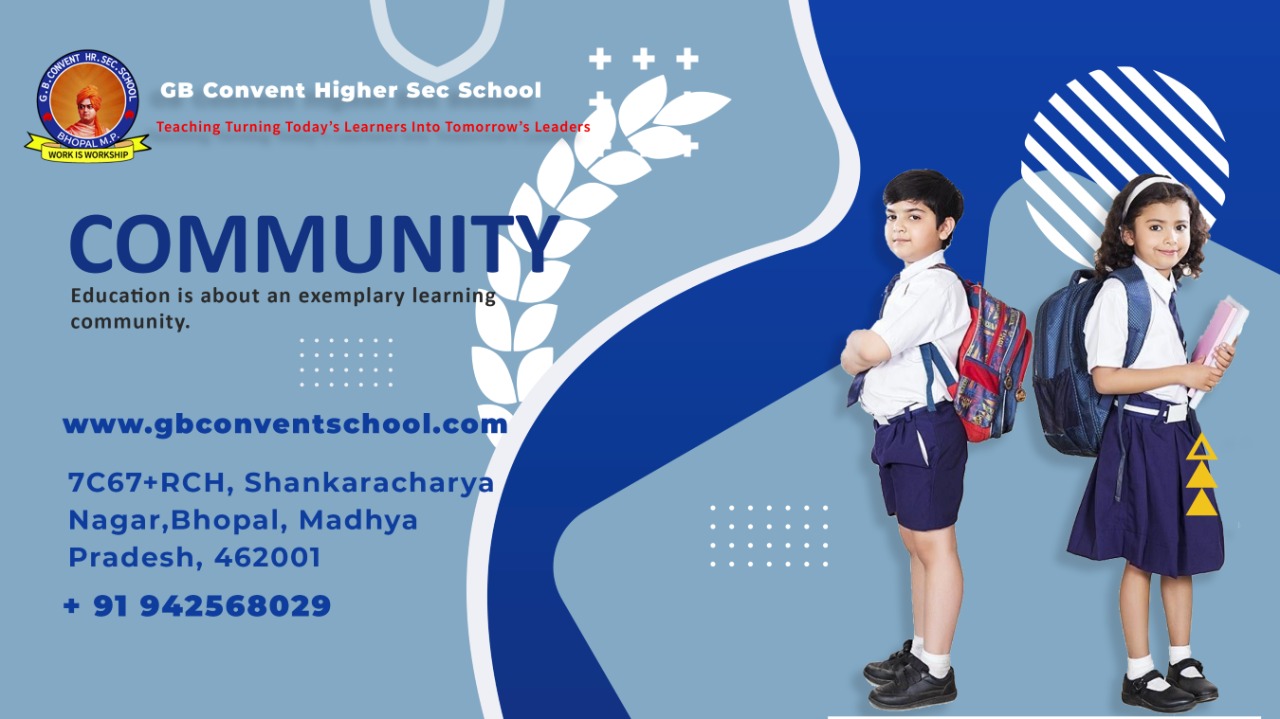 G.B. CONVENT HR.SEC.SCHOOL
BHOPAL M.P.
WORK IS WORKSHIP
GB Convent Higher Sec School
Teaching Turning Today's Learners Into Tomorrow's Leaders
COMMUNITY
Education is about an exemplary learning
community.
www.gbconventschool.com
7C67+RCH, Shankaracharya
Nagar,Bhopal, Madhya
Pradesh, 462001
+ 91 942568029